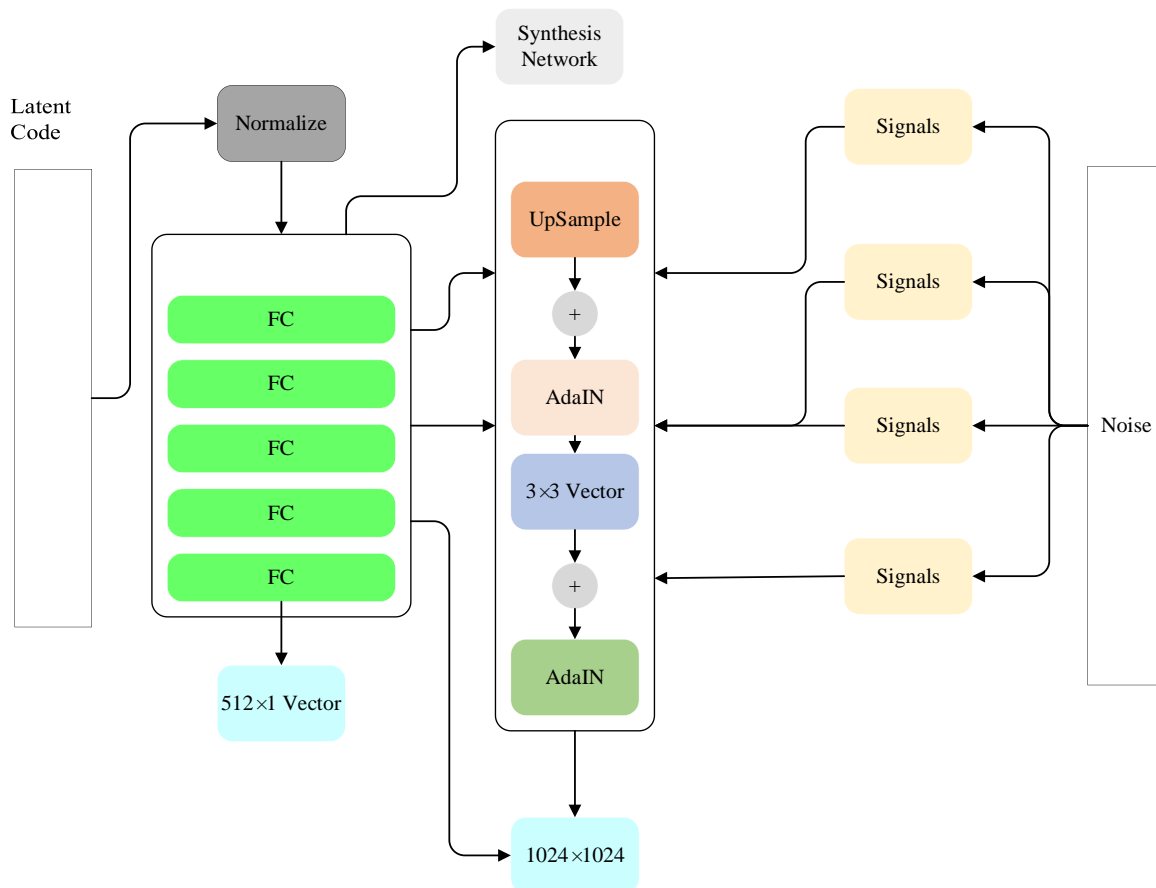 Synthesis
Network
Latent
Code
Normalize
Signals
UpSample
Signals
+
FC
FC
FC
FC
FC
AdaIN
Signals
Noise
3×3 Vector
+
Signals
AdaIN
512×1 Vector
1024×1024